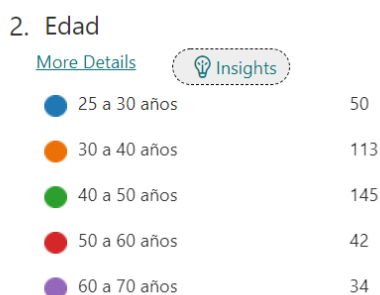 2. Edad
More Details Insights
25 a 30 años 50
30 a 40 años 113
40 a 50 años 145
50 a 60 años 42
60 a 70 años 34